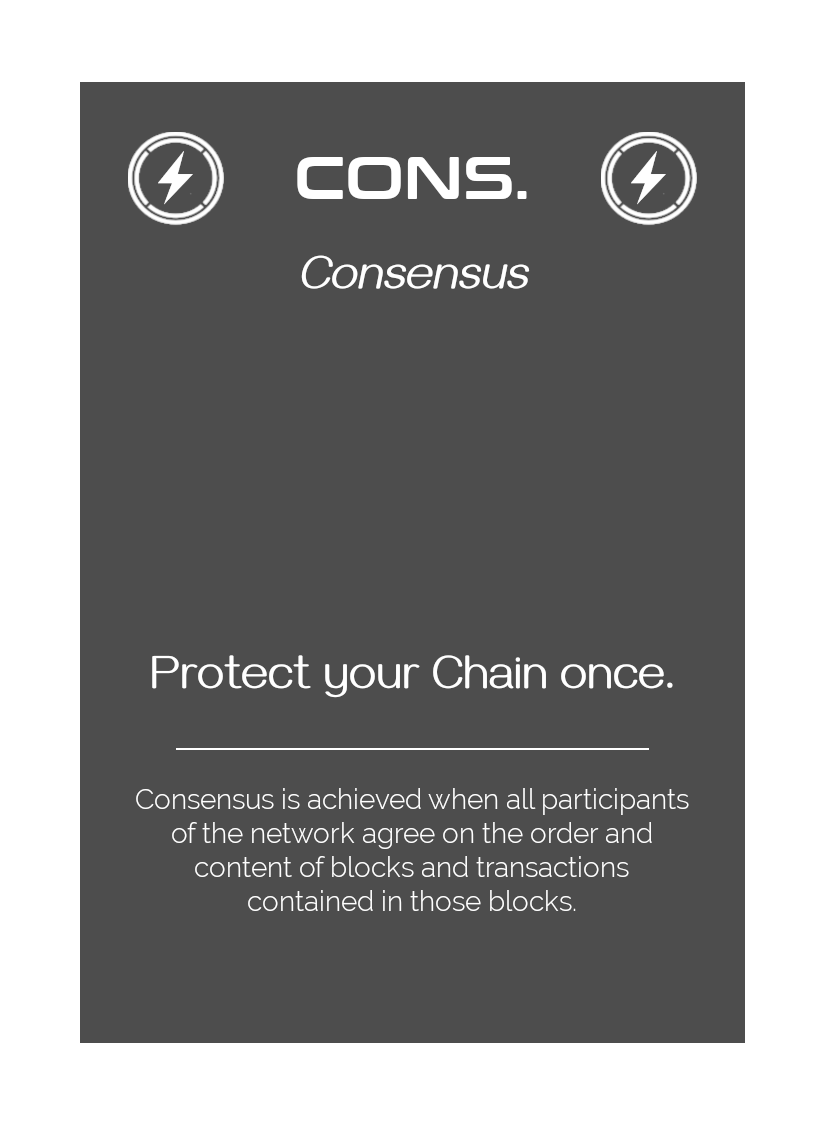 CONS.
Consensus
Protect your Chain once.
Consensus is achieved when all participants
of the network agree on the order and
content of blocks and transactions
contained in those blocks.